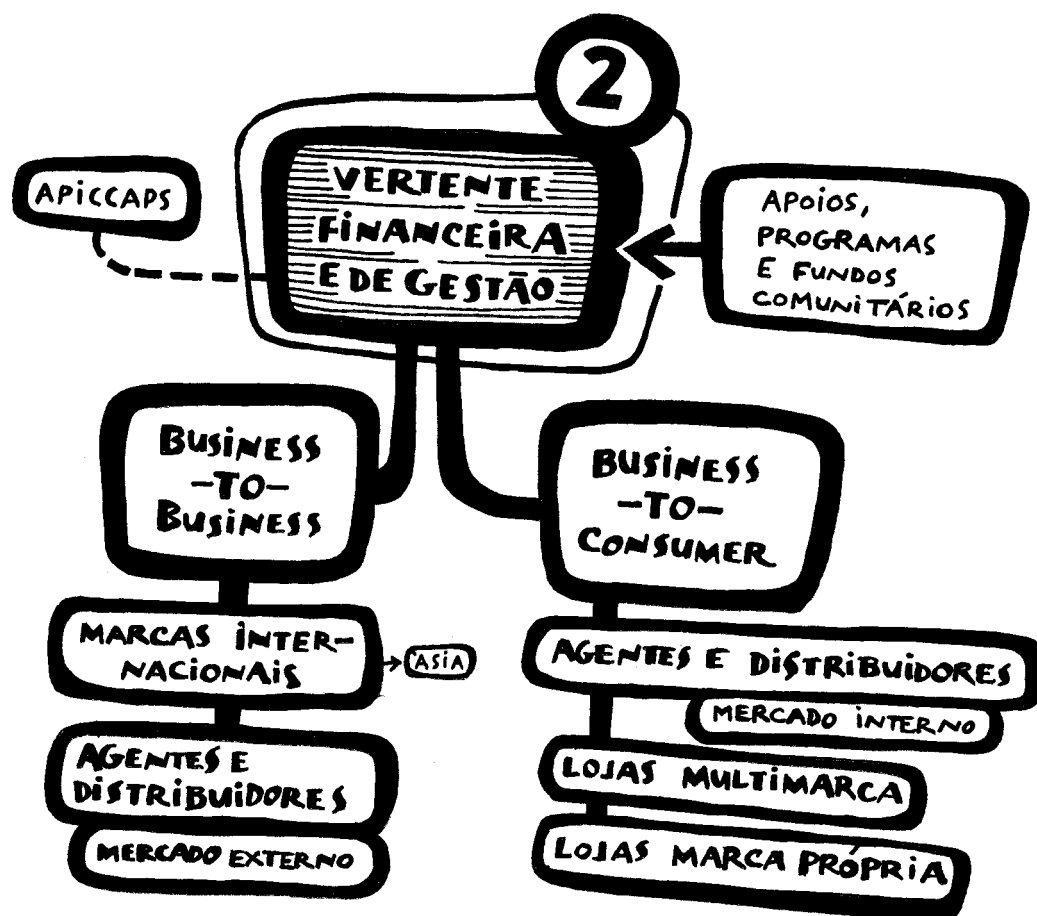 2
VERTENTE
FINANCEIRA
E DE GESTÃO
APICCAPS
APOIOS,
PROGRAMAS
E FUNDOS
COMUNITÁRIOS
BUSINESS
-TO-
BUSINESS
MARCAS INTER-
NACIONAIS
ASIA
AGENTES E
DISTRIBUIDORES
MERCADO EXTERNO
BUSINESS
-TO-
CONSUMER
AGENTES E DISTRIBUIDORES
MERCADO INTERNO
LOJAS MULTIMARCA
LOJAS MARCA PRÓPRIA